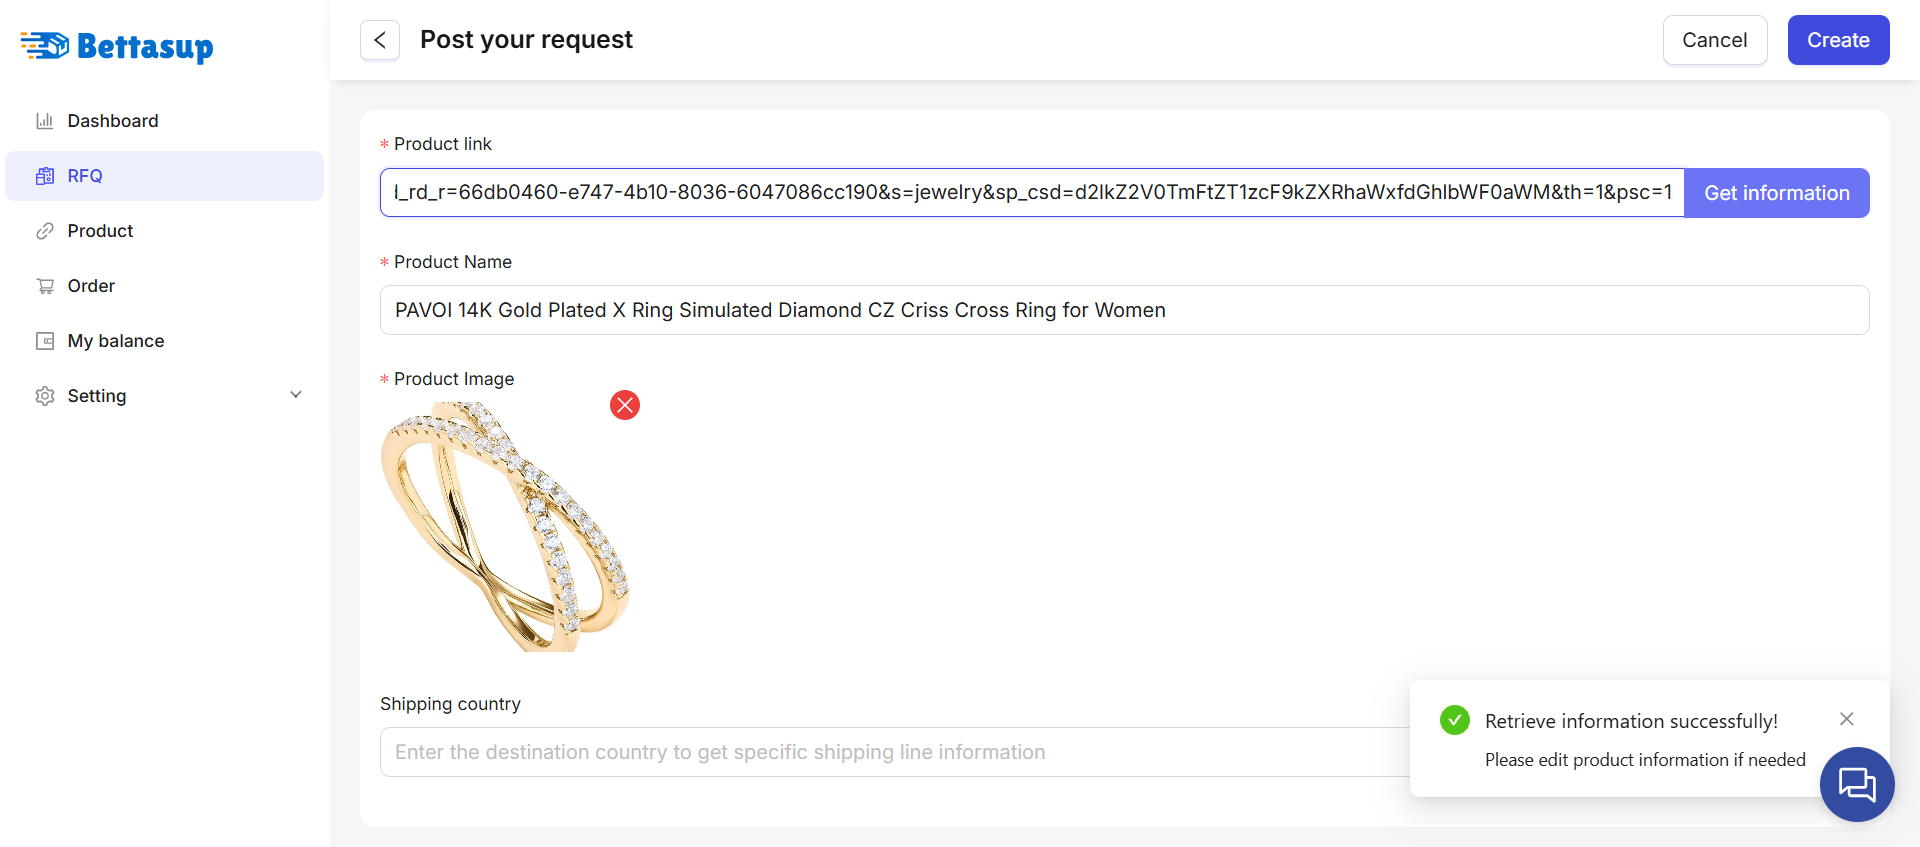 Bettasup
Dashboard
RFQ
Product
Order
My balance
Setting
Post your request
Cancel
Create
* Product link
_rd_r=66db0460-e747-4b10-8036-6047086cc190&s=jewelry&sp_csd=d2lkZ2V0TmFtZT1zcF9kZXRhaWxfdGhlbWF0aWM&th=1&psc=1
Get information
* Product Name
PAVOI 14K Gold Plated X Ring Simulated Diamond CZ Criss Cross Ring for Women
* Product Image
Shipping country
Enter the destination country to get specific shipping line information
Retrieve information successfully!
Please edit product information if needed